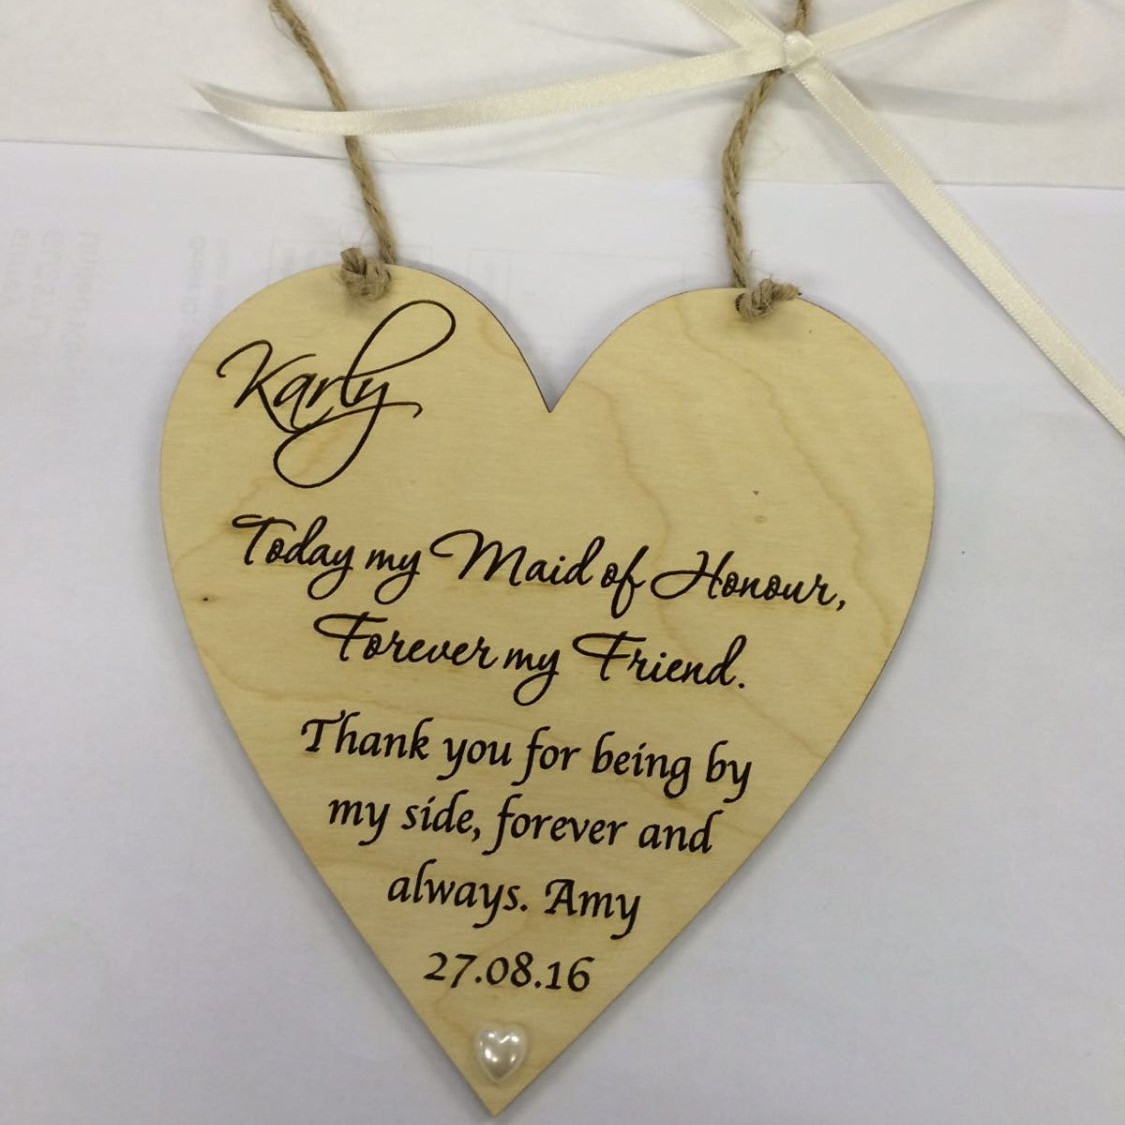 Karly
Today my Maid of Honour,
Forever my Friend.
Thank you for being by
my side, forever and
always. Amy
27.08.16